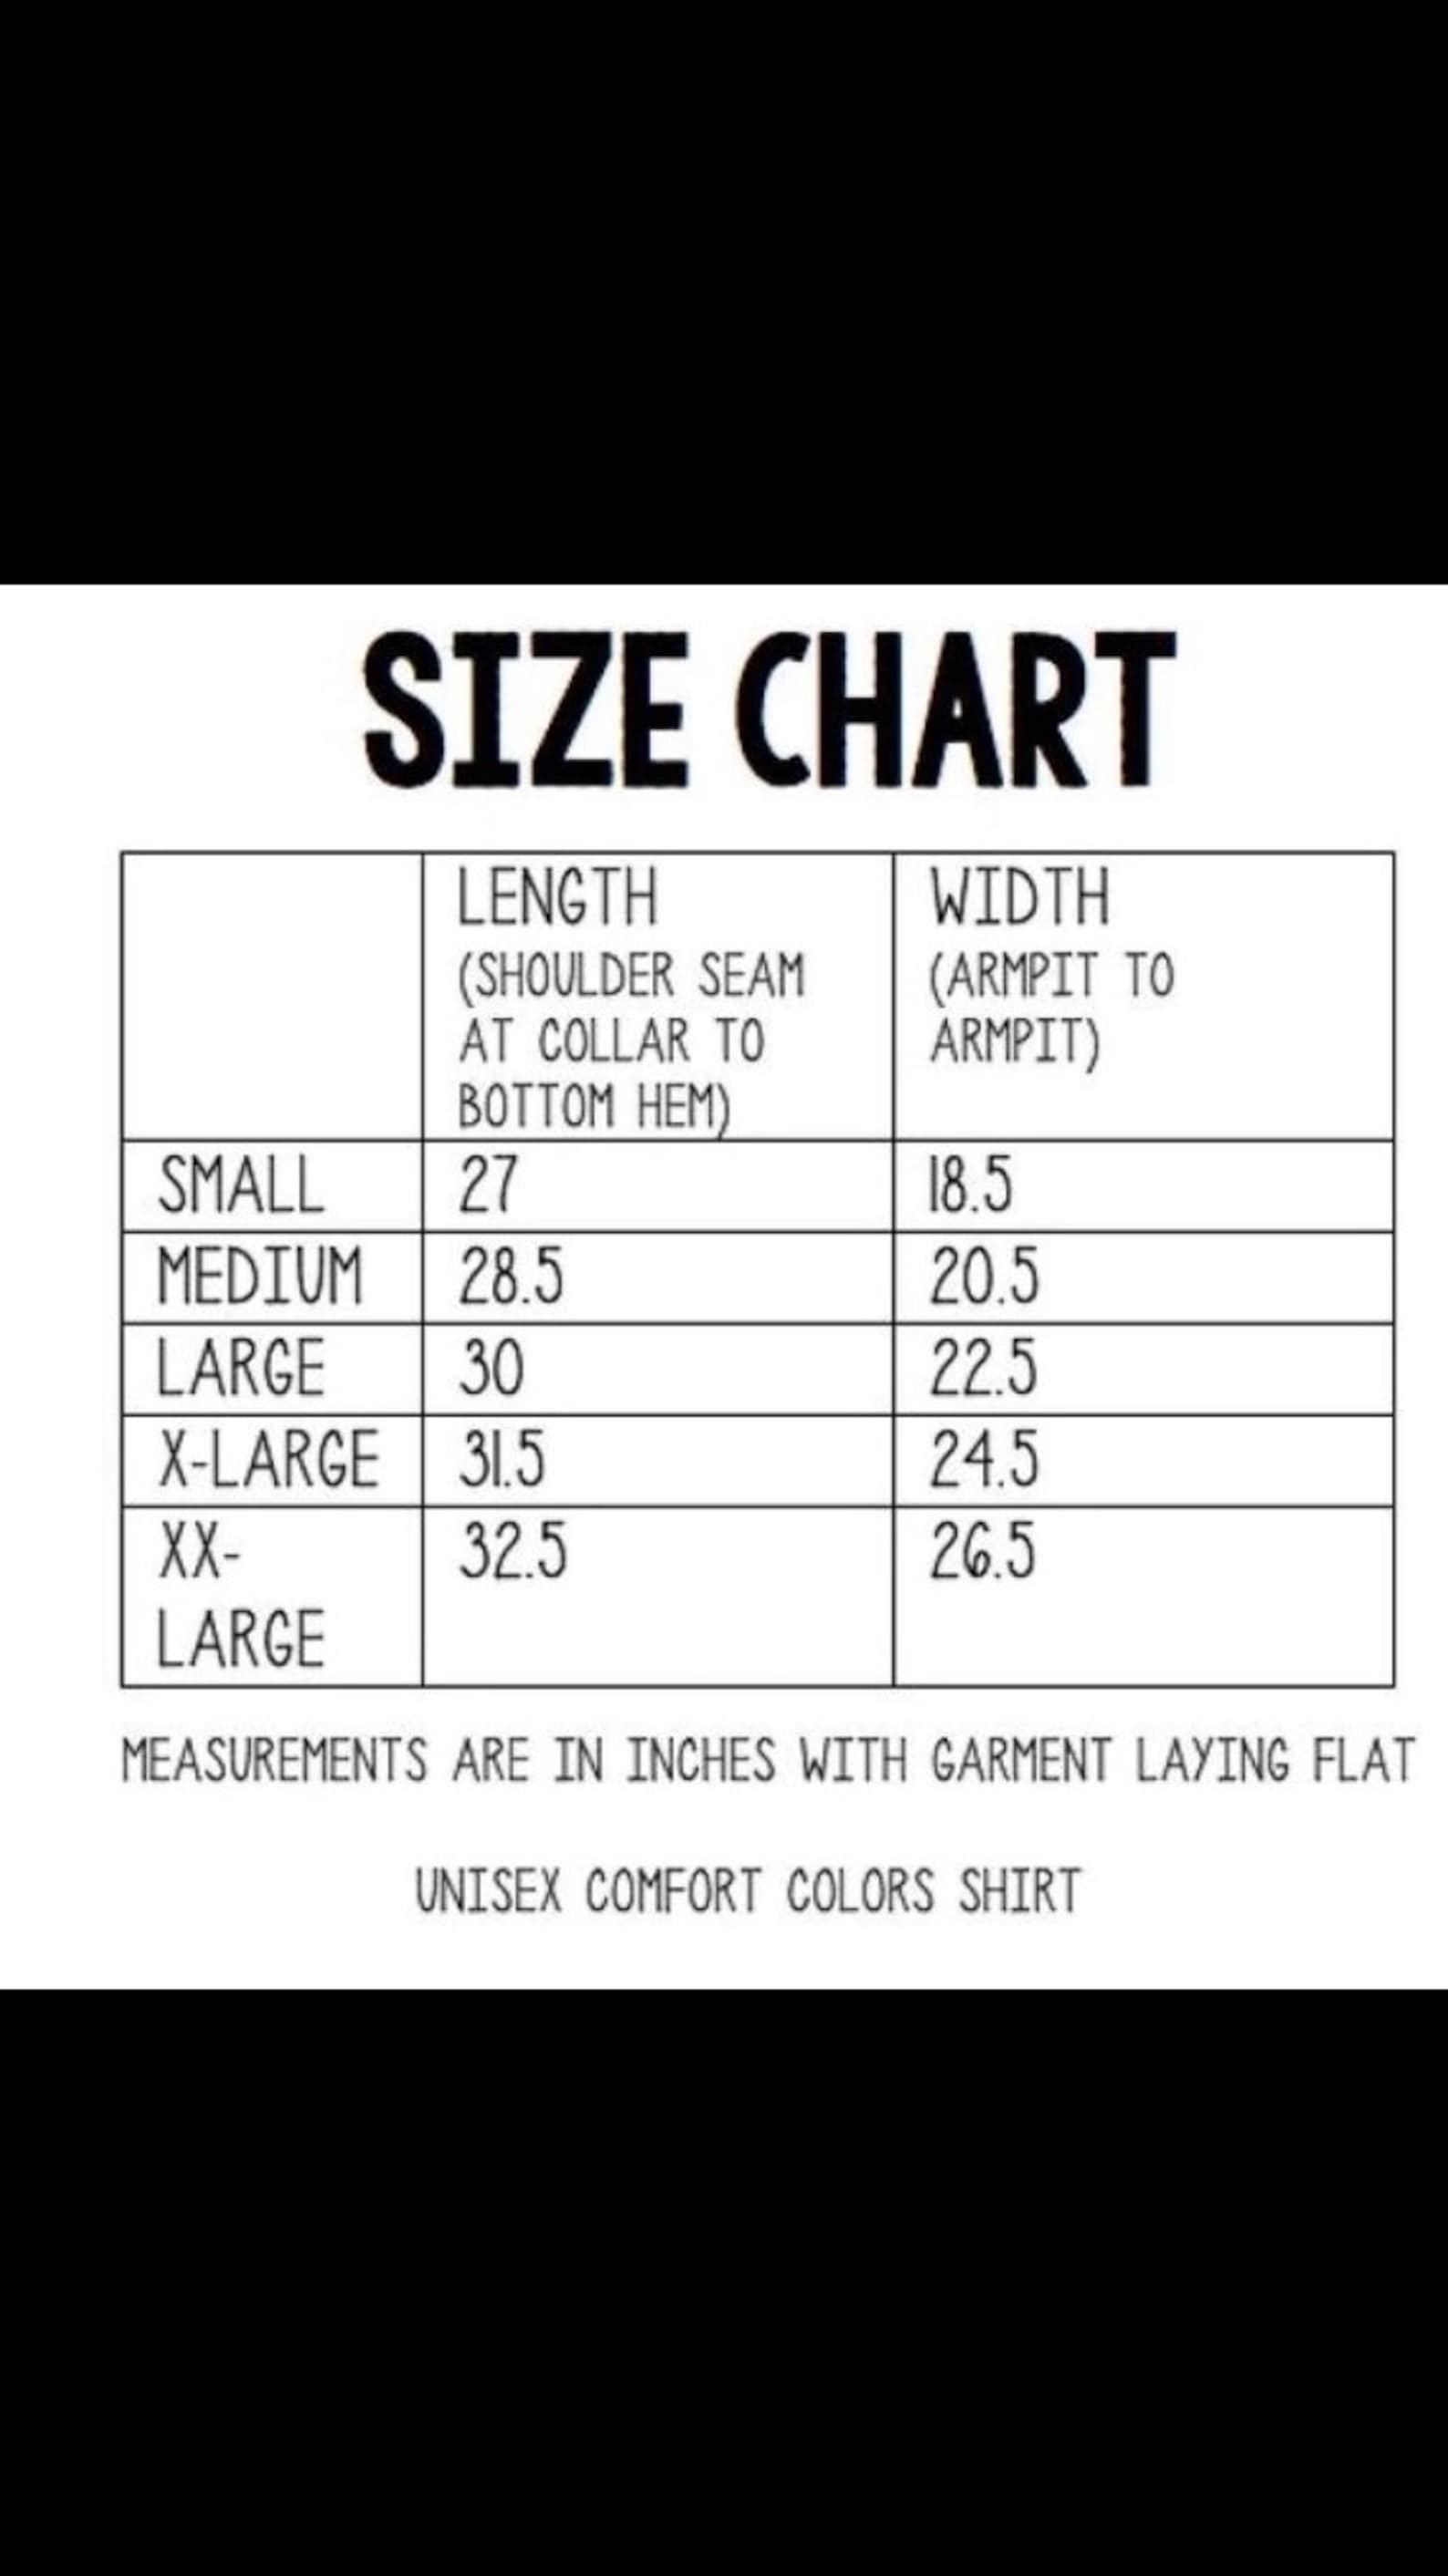 SIZE CHART
LENGTH
(SHOULDER SEAM
AT COLLAR TO
BOTTOM HEM)
WIDTH
(ARMPIT TO
ARMPIT)
SMALL 27 18.5
MEDIUM 28.5 20.5
LARGE 30 22.5
X-LARGE 31.5 24.5
XX- 32.5 26.5
LARGE
MEASUREMENTS ARE IN INCHES WITH GARMENT LAYING FLAT
UNISEX COMFORT COLORS SHIRT